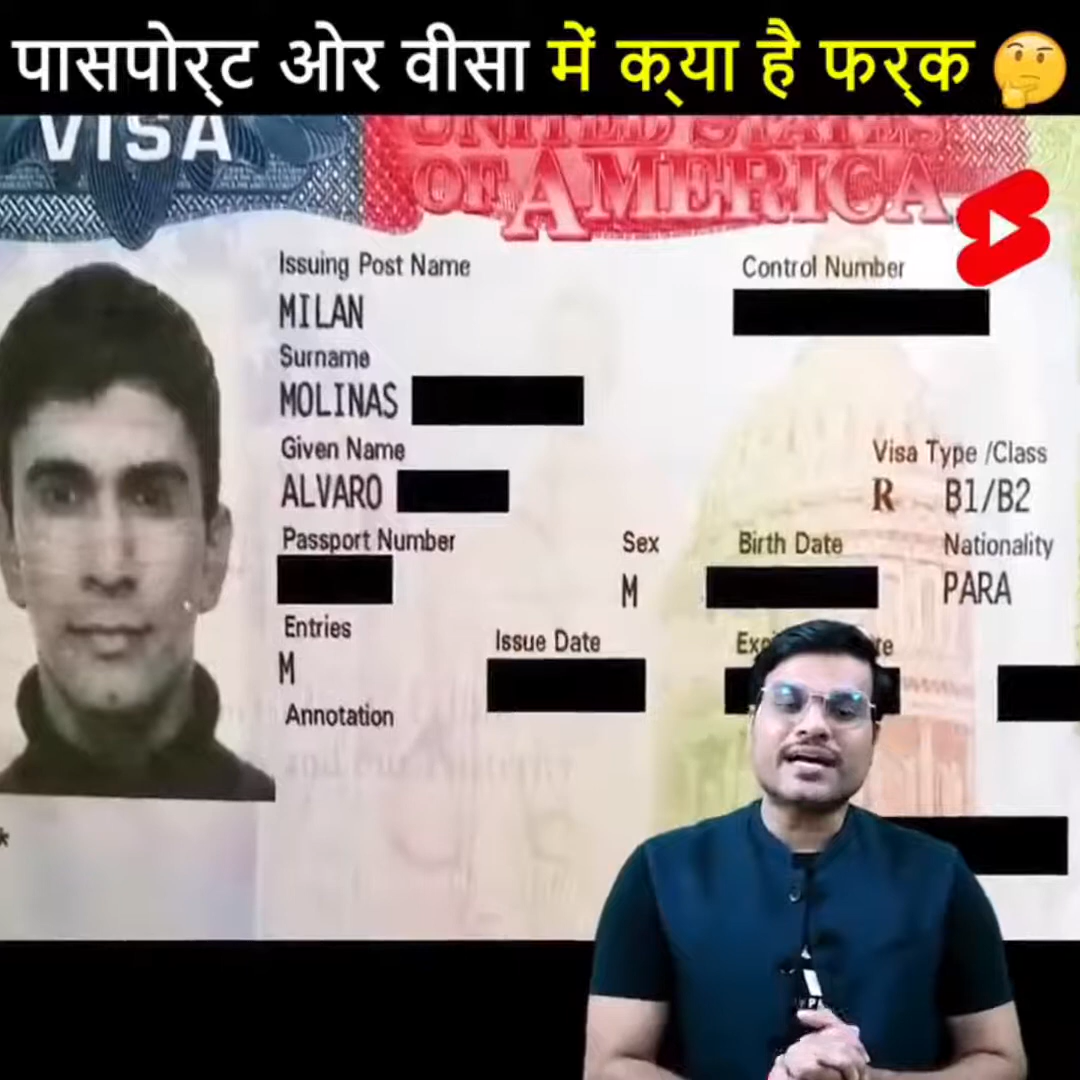 पासपोर्ट ओर वीसा में क्या है फर्क
VISA
UNITED STATES
OF AMERICA
Issuing Post Name
Control Number
MILAN
Surname
MOLINAS
Given Name
Visa Type /Class
ALVARO
R B1/B2
Passport Number
Sex
Birth Date
Nationality
M
PARA
Entries
Issue Date
M
Annotation